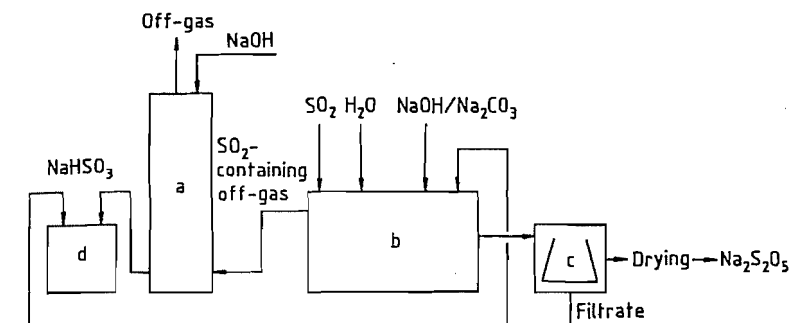 Off-gas
NaOH
SO₂ H₂O NaOH/Na₂CO₃
SO₂-
containing
off-gas
NaHSO₃
a
b
c
d
Drying
Na₂S₂O₅
Filtrate